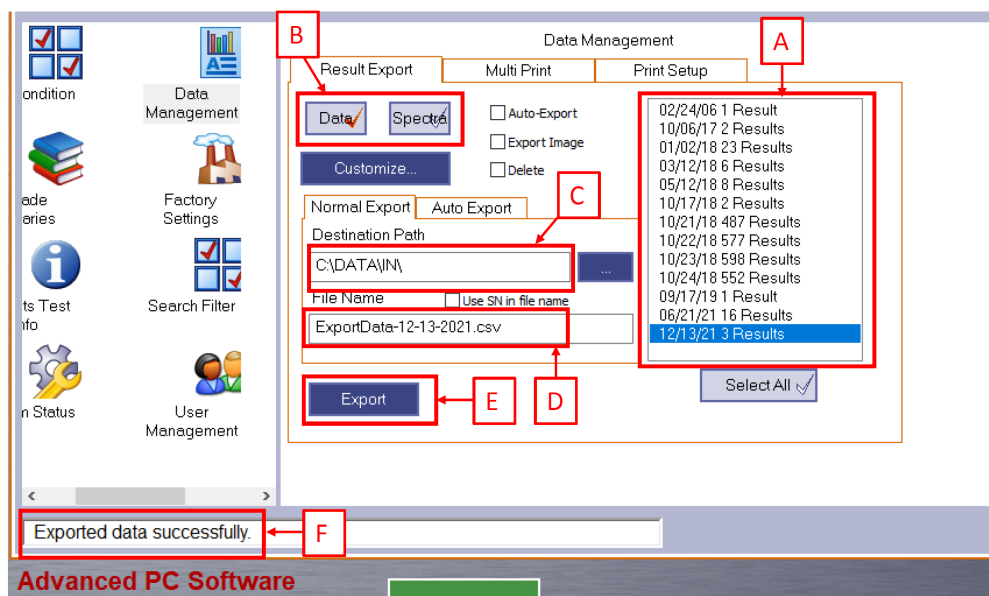 B
Data Management
A
Result Export
Multi Print
Print Setup
ondition
Data
Management
Data
Spectra
Auto-Export
Export Image
Delete
Customize...
02/24/06 1 Result
10/06/17 2 Results
01/02/18 23 Results
03/12/18 6 Results
05/12/18 8 Results
10/17/18 2 Results
10/21/18 487 Results
10/22/18 577 Results
10/23/18 598 Results
10/24/18 552 Results
09/17/19 1 Result
06/21/21 16 Results
12/13/21 3 Results
ade
aries
Factory
Settings
Normal Export
Auto Export
C
Destination Path
C:\DATA\IN\
...
ts Test
nfo
Search Filter
File Name
Use SN in file name
ExportData-12-13-2021.csv
Select All
Export
E
D
n Status
User
Management
<
>
Exported data successfully.
F
Advanced PC Software